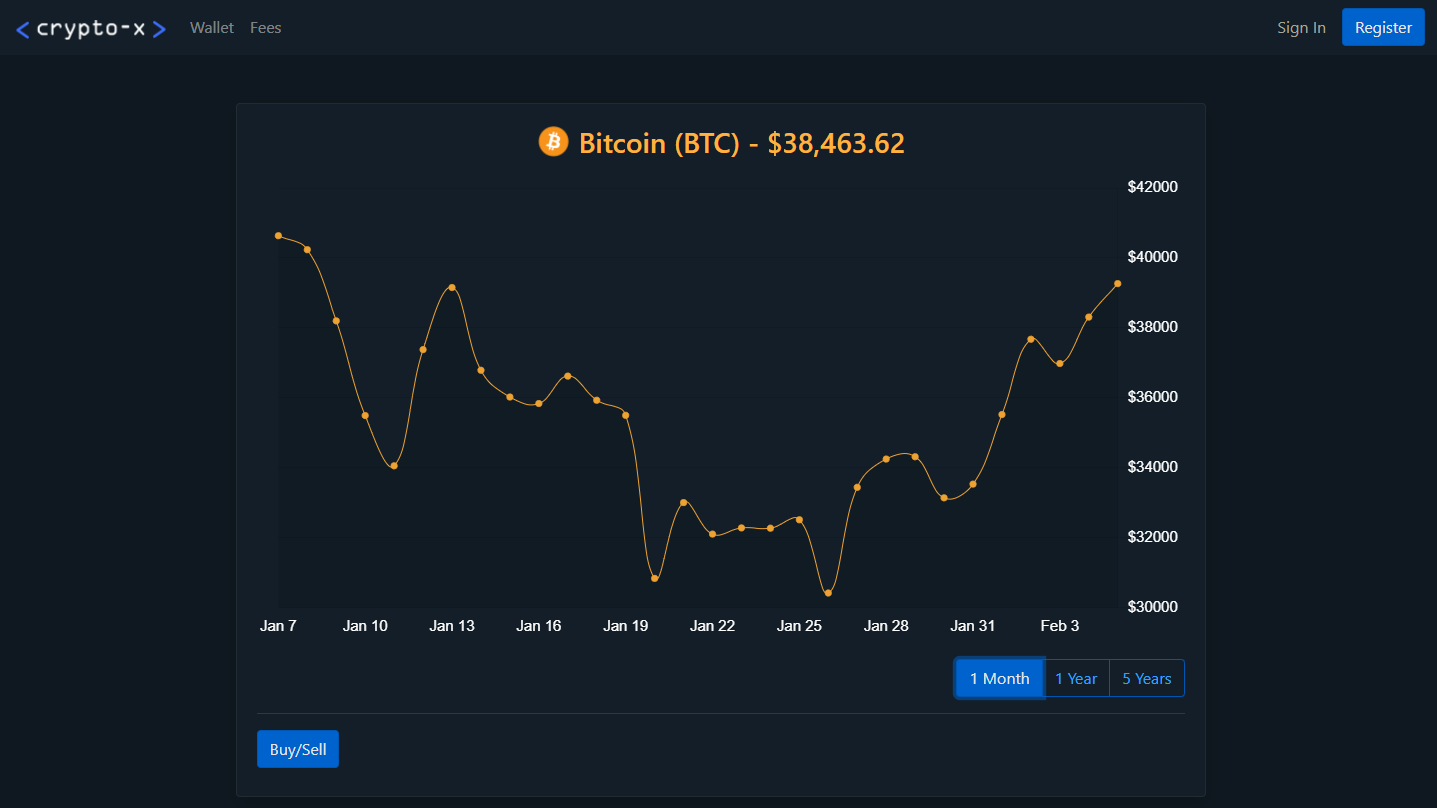 <crypto-x> Wallet Fees Sign In Register
Bitcoin (BTC) - $38,463.62
$42000
$40000
$38000
$36000
$34000
$32000
$30000
Jan 7 Jan 10 Jan 13 Jan 16 Jan 19 Jan 22 Jan 25 Jan 28 Jan 31 Feb 3
1 Month 1 Year 5 Years
Buy/Sell